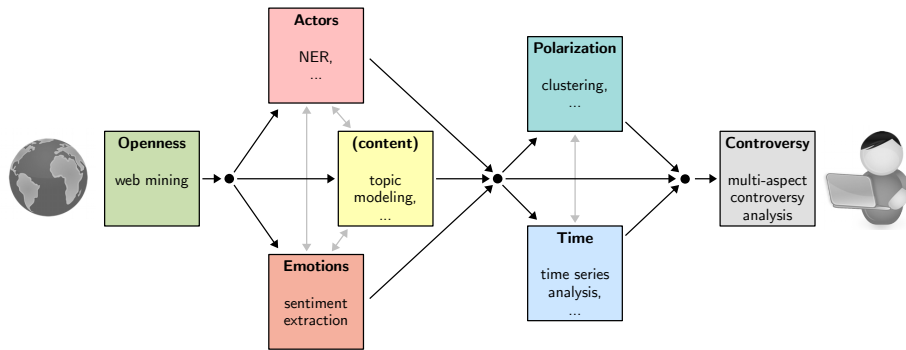 Openness
web mining
Actors
NER,
...
(content)
topic
modeling,
...
Emotions
sentiment
extraction
Polarization
clustering,
...
Time
time series
analysis,
...
Controversy
multi-aspect
controversy
analysis